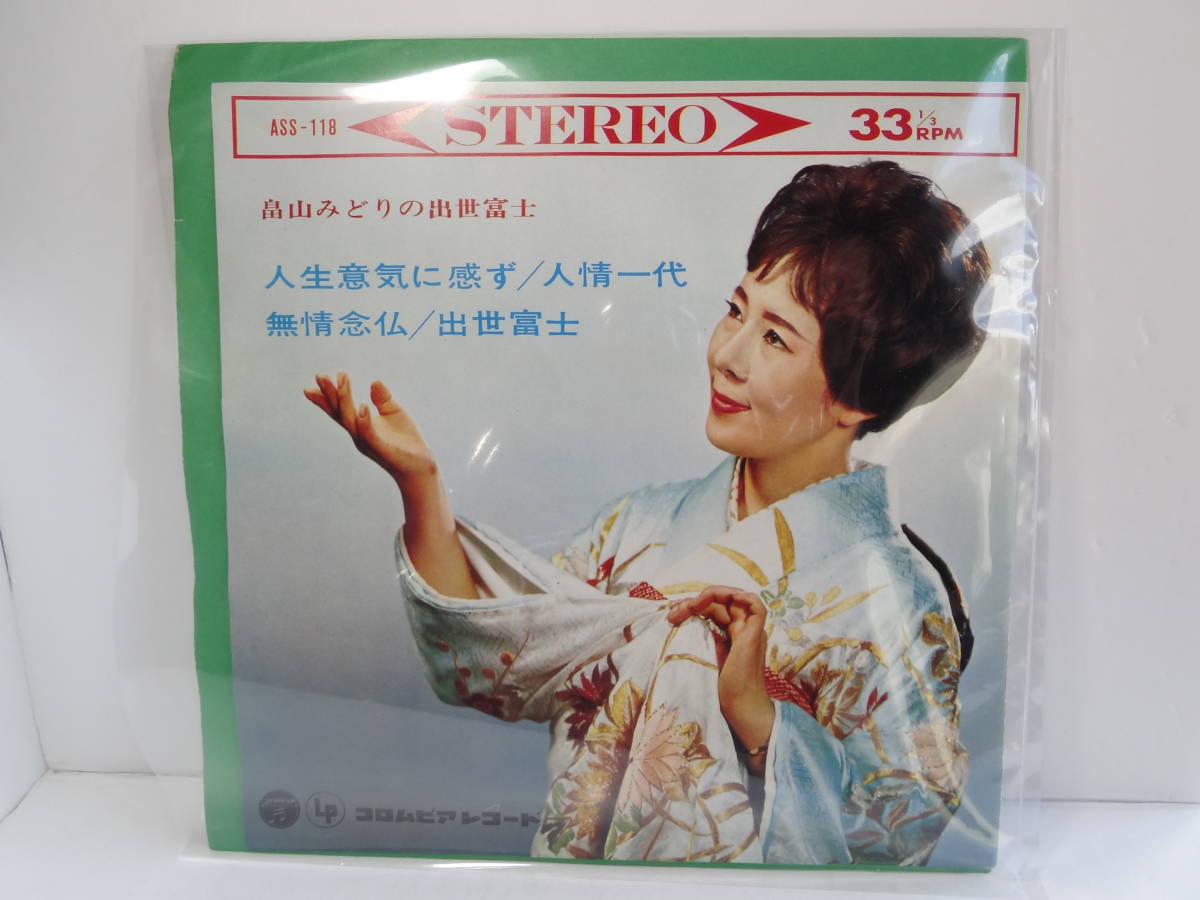 ASS-118 STEREO 33 1/3 RPM
畠山みどりの出世富士
人生意気に感ず/人情一代
無情念仏/出世富士
LP コロムビアレコード